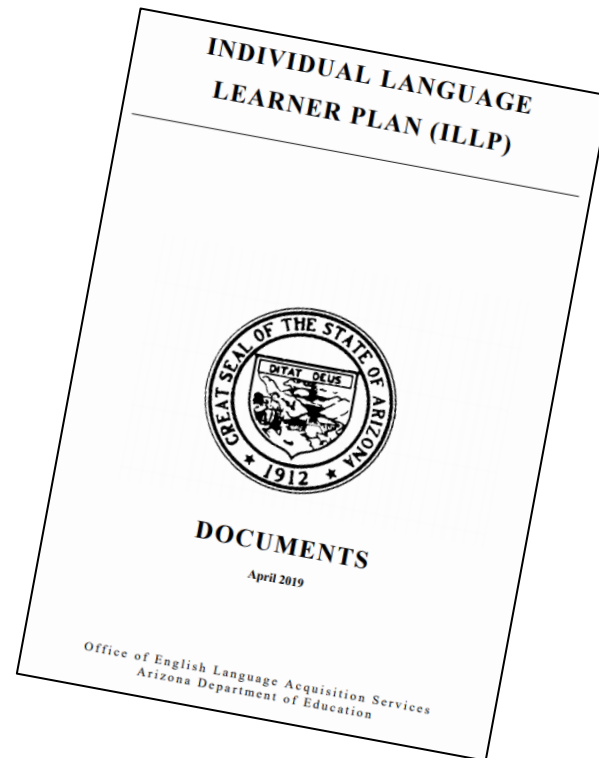 INDIVIDUAL LANGUAGE
LEARNER PLAN (ILLP)
GREAT SEAL OF THE STATE OF ARIZONA
DITAT DEUS
1912
DOCUMENTS
April 2019
Office of English Language Acquisition Services
Arizona Department of Education